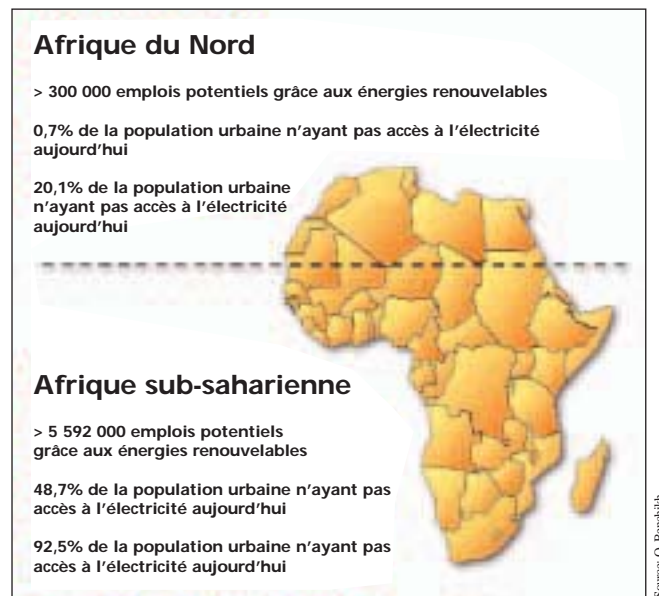 Afrique du Nord
> 300 000 emplois potentiels grâce aux énergies renouvelables
0,7% de la population urbaine n'ayant pas accès à l'électricité
aujourd'hui
20,1% de la population urbaine
n'ayant pas accès à l'électricité
aujourd'hui
Afrique sub-saharienne
> 5 592 000 emplois potentiels
grâce aux énergies renouvelables
48,7% de la population urbaine n'ayant pas
accès à l'électricité aujourd'hui
92,5% de la population urbaine n'ayant pas
accès à l'électricité aujourd'hui